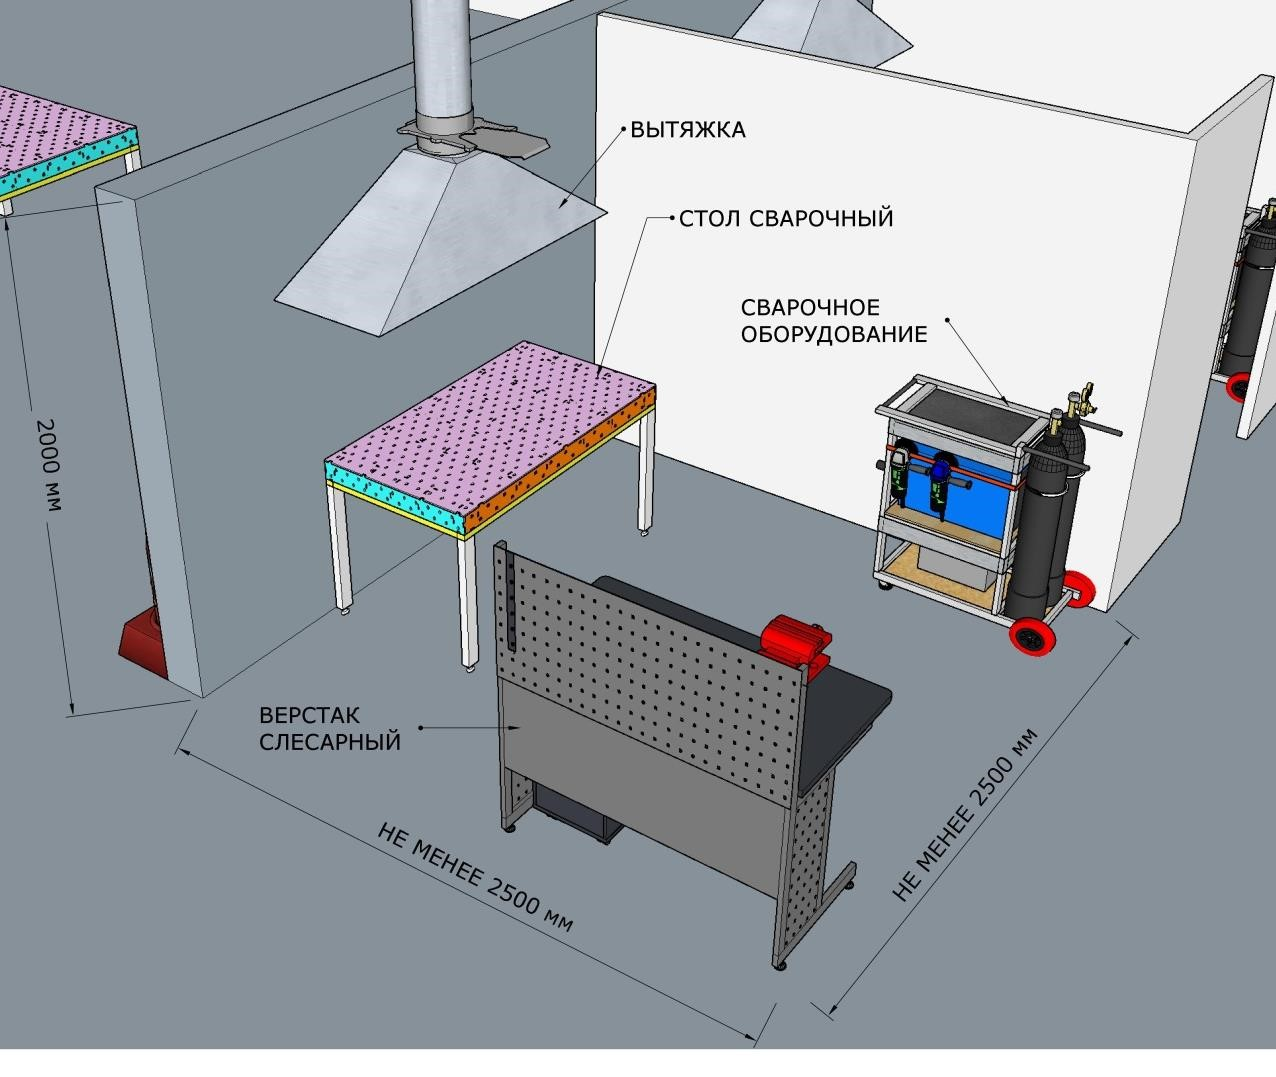 ВЫТЯЖКА
СТОЛ СВАРОЧНЫЙ
СВАРОЧНОЕ
ОБОРУДОВАНИЕ
2000 мм
ВЕРСТАК
СЛЕСАРНЫЙ
НЕ МЕНЕЕ 2500 мм
НЕ МЕНЕЕ 2500 мм